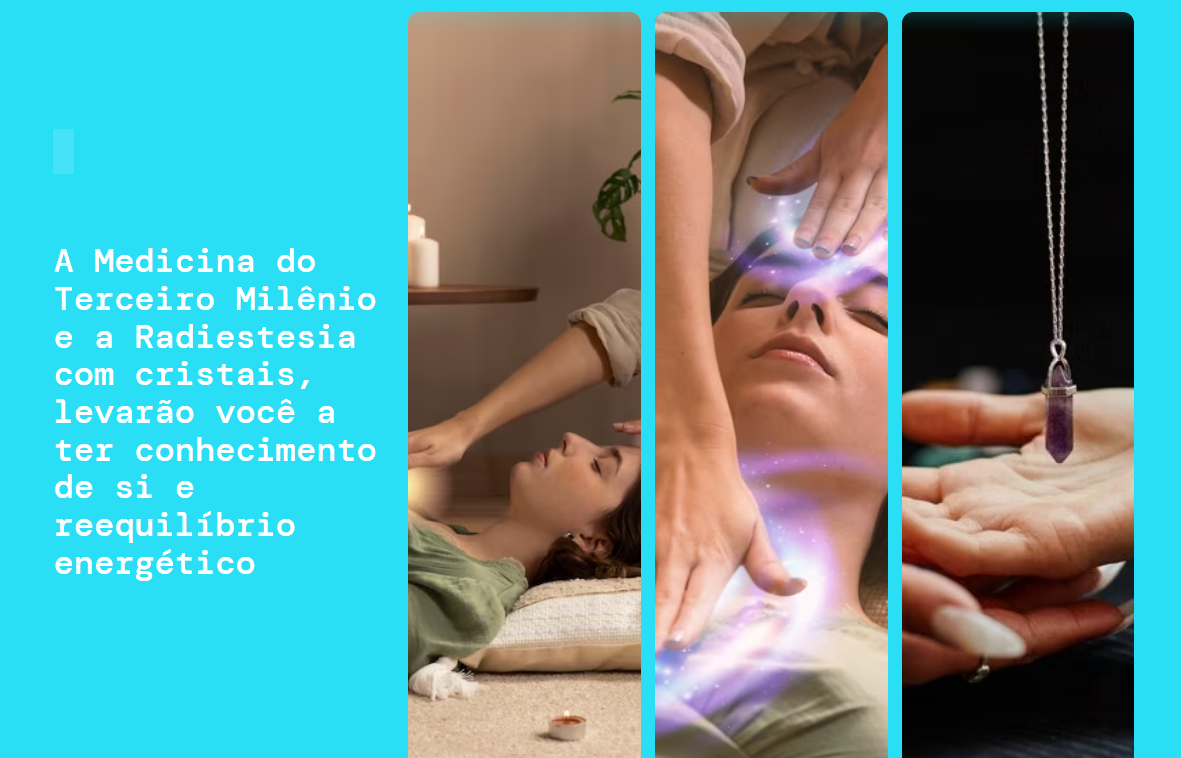 A Medicina do
Terceiro Milênio
e a Radiestesia
com cristais,
levarão você a
ter conhecimento
de si e
reequilíbrio
energético